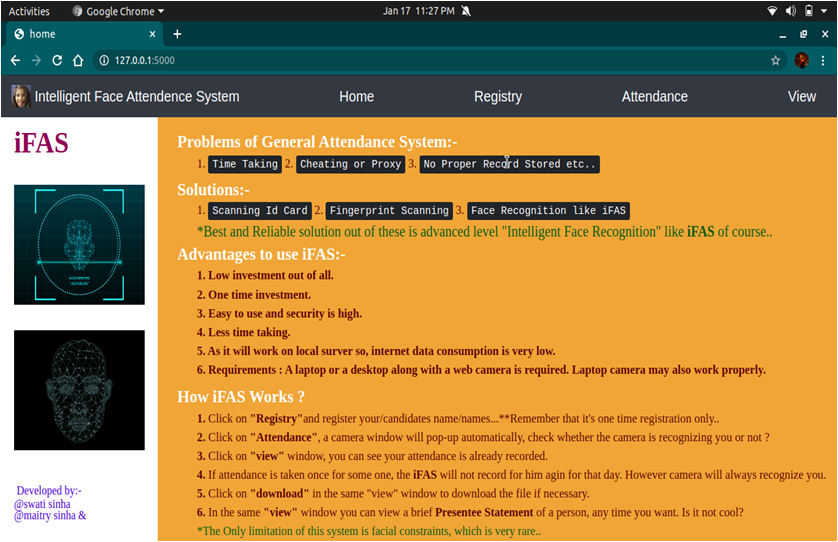 Activities Google Chrome Jan 17 11:27 PM
home
127.0.0.1:5000
Intelligent Face Attendence System Home Registry Attendance View
iFAS
Problems of General Attendance System:-
1. Time Taking 2. Cheating or Proxy 3. No Proper Record Stored etc..
Solutions:-
1. Scanning Id Card 2. Fingerprint Scanning 3. Face Recognition like iFAS
*Best and Reliable solution out of these is advanced level "Intelligent Face Recognition" like iFAS of course..
Advantages to use iFAS:-
1. Low investment out of all.
2. One time investment.
3. Easy to use and security is high.
4. Less time taking.
5. As it will work on local surver so, internet data consumption is very low.
6. Requirements : A laptop or a desktop along with a web camera is required. Laptop camera may also work properly.
How iFAS Works ?
1. Click on "Registry"and register your/candidates name/names...**Remember that it's one time registration only..
2. Click on "Attendance", a camera window will pop-up automatically, check whether the camera is recognizing you or not ?
3. Click on "view" window, you can see your attendance is already recorded.
4. If attendance is taken once for some one, the iFAS will not record for him agin for that day. However camera will always recognize you.
5. Click on "download" in the same "view" window to download the file if necessary.
6. In the same "view" window you can view a brief Presentee Statement of a person, any time you want. Is it not cool?
*The Only limitation of this system is facial constraints, which is very rare..
Developed by:-
@swati sinha
@maitry sinha &